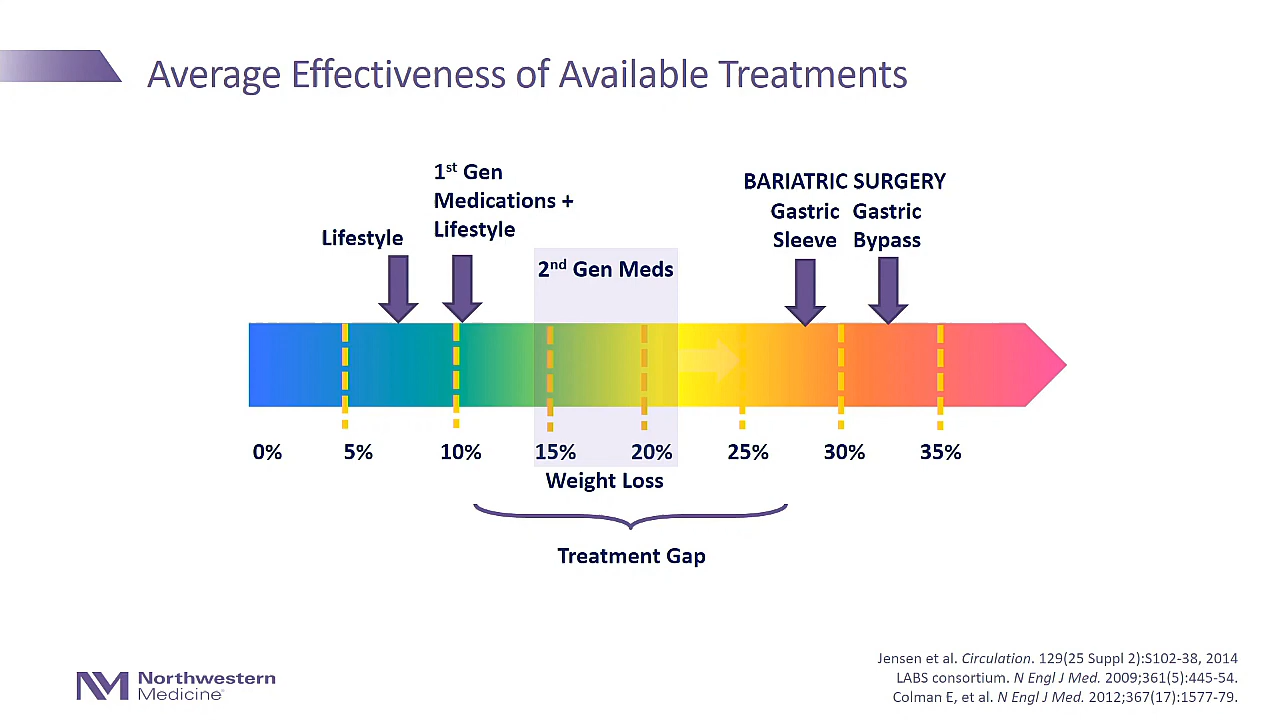 Average Effectiveness of Available Treatments
1st Gen
Medications +
Lifestyle
Lifestyle
2nd Gen Meds
BARIATRIC SURGERY
Gastric Gastric
Sleeve Bypass
0% 5% 10% 15% 20% 25% 30% 35%
Weight Loss
Treatment Gap
Northwestern
Medicine®
Jensen et al. Circulation. 129(25 Suppl 2):S102-38, 2014
LABS consortium. N Engl J Med. 2009;361(5):445-54.
Colman E, et al. N Engl J Med. 2012;367(17):1577-79.